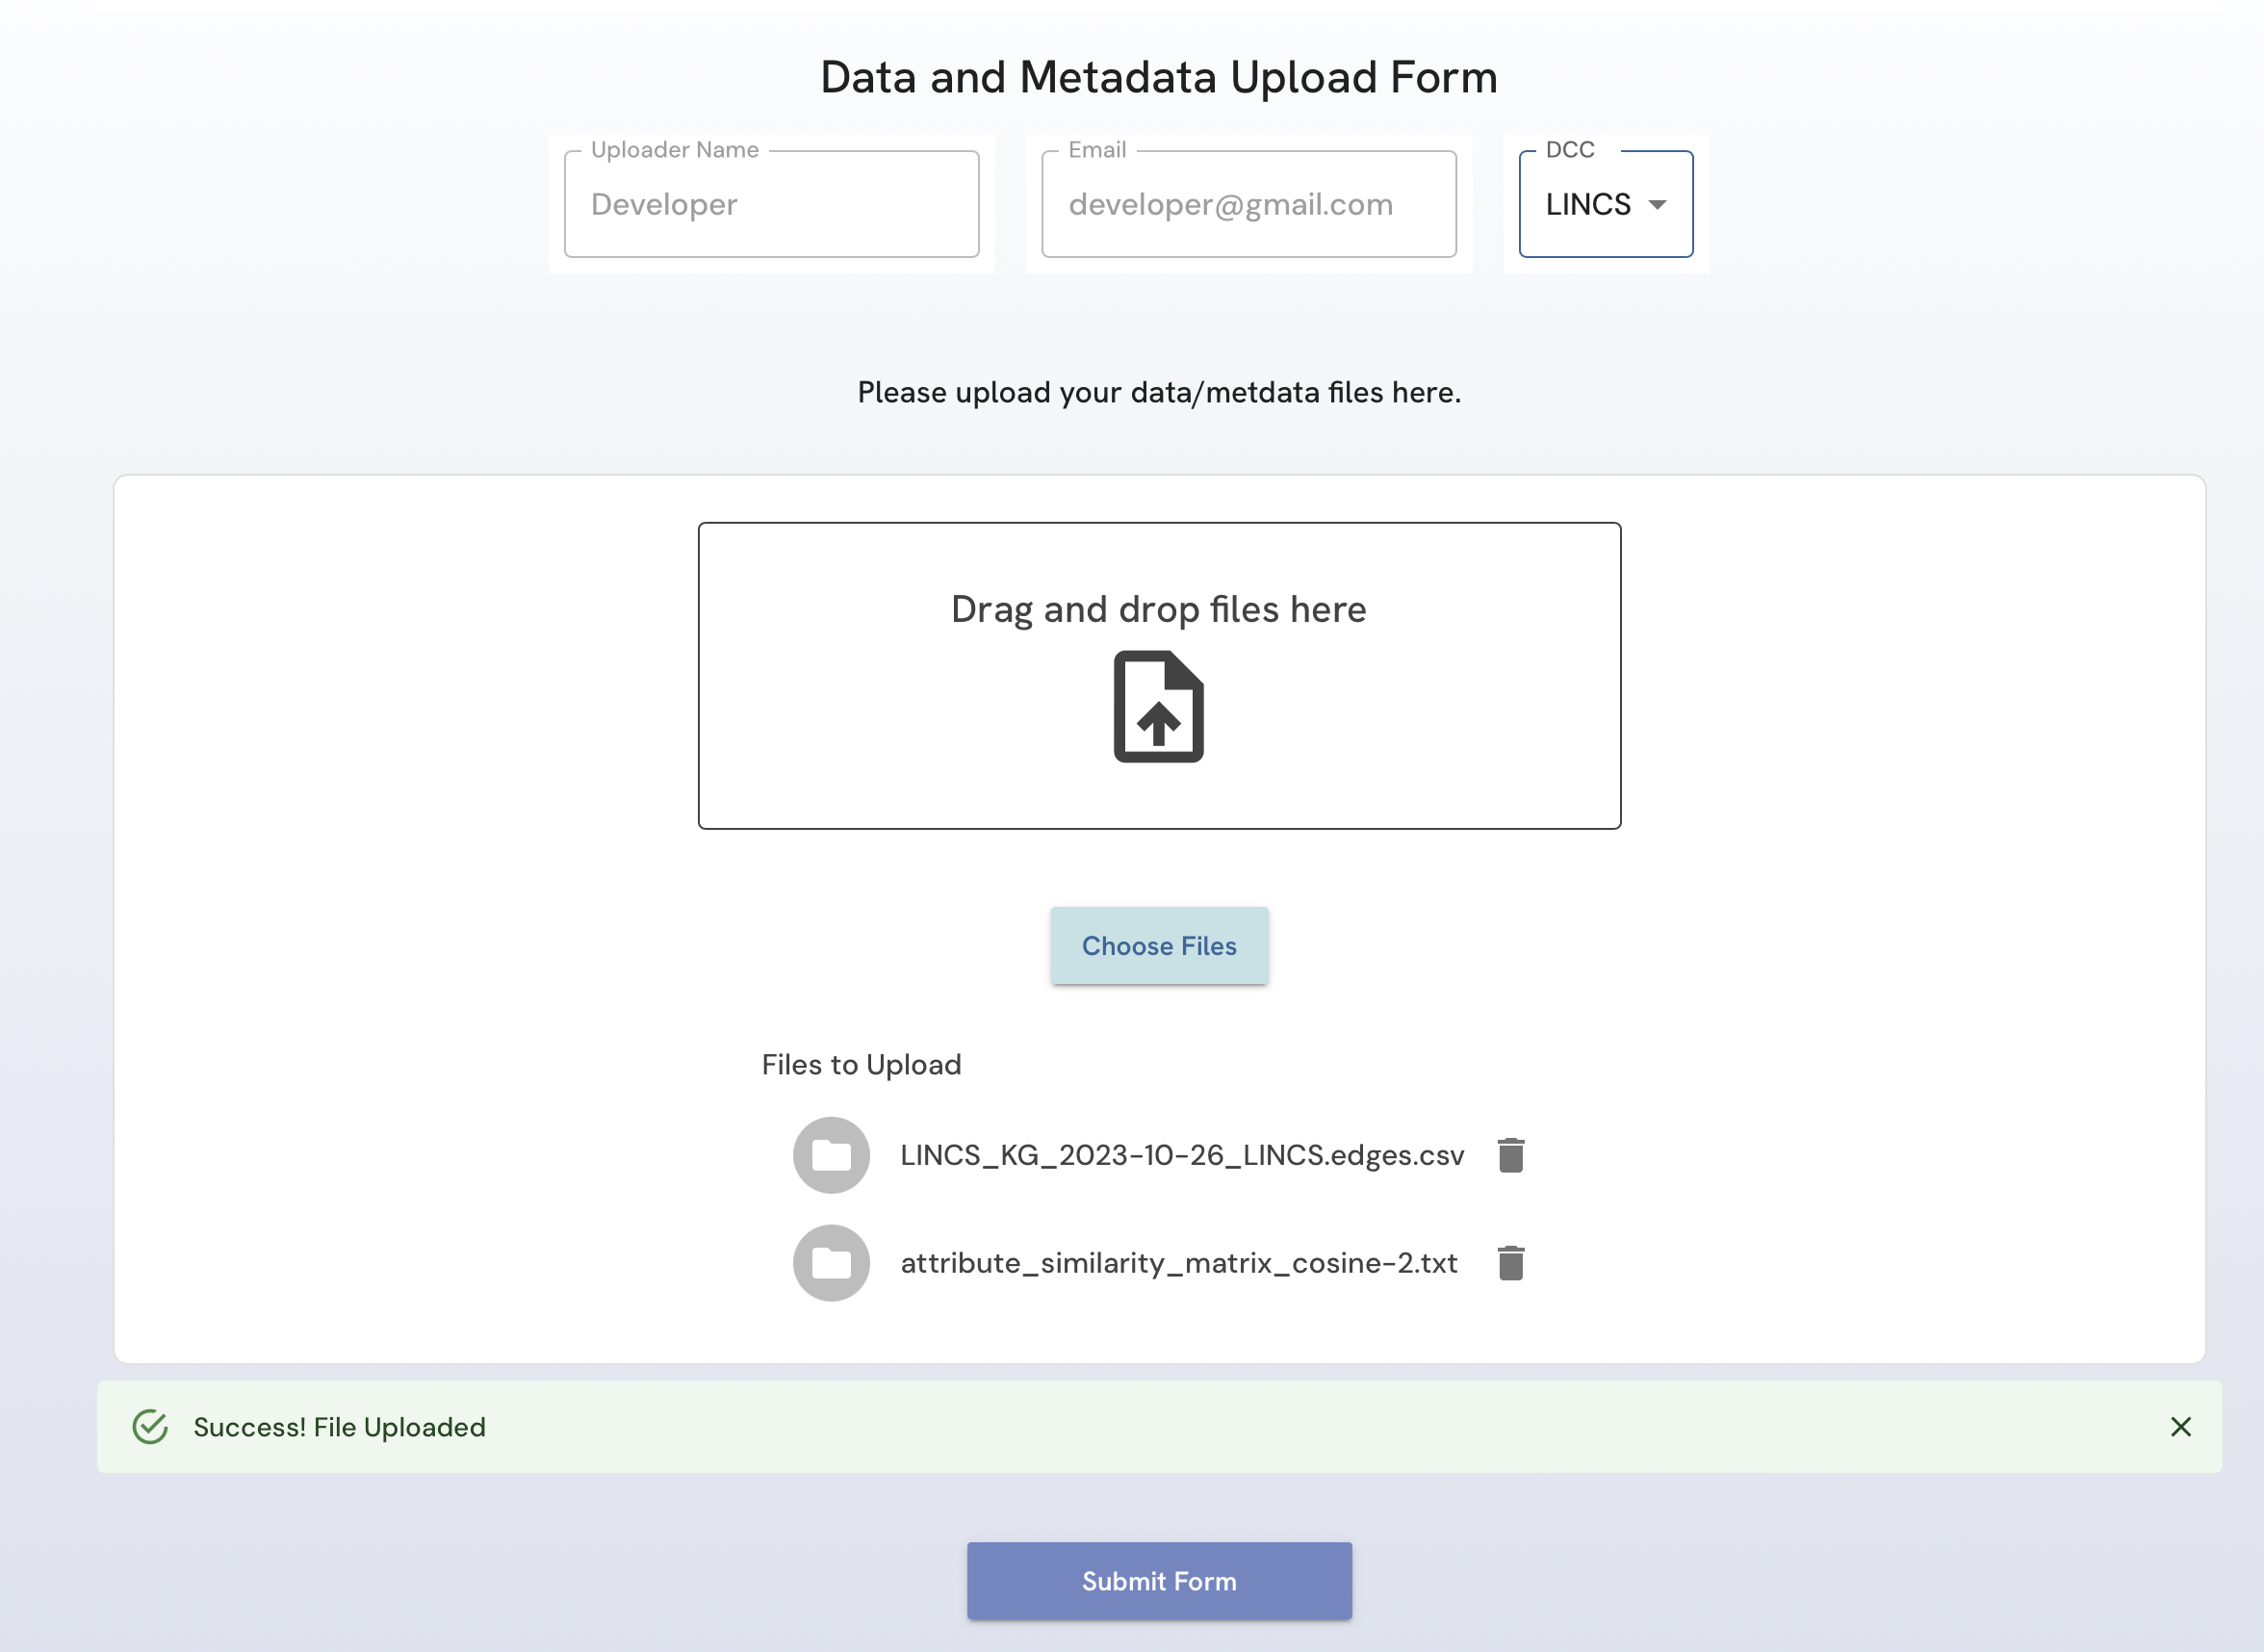 Data and Metadata Upload Form
Uploader Name
Developer
Email
developer@gmail.com
DCC
LINCS
Please upload your data/metdata files here.
Drag and drop files here
Choose Files
Files to Upload
LINCS_KG_2023-10-26_LINCS.edges.csv
attribute_similarity_matrix_cosine-2.txt
Success! File Uploaded
Submit Form